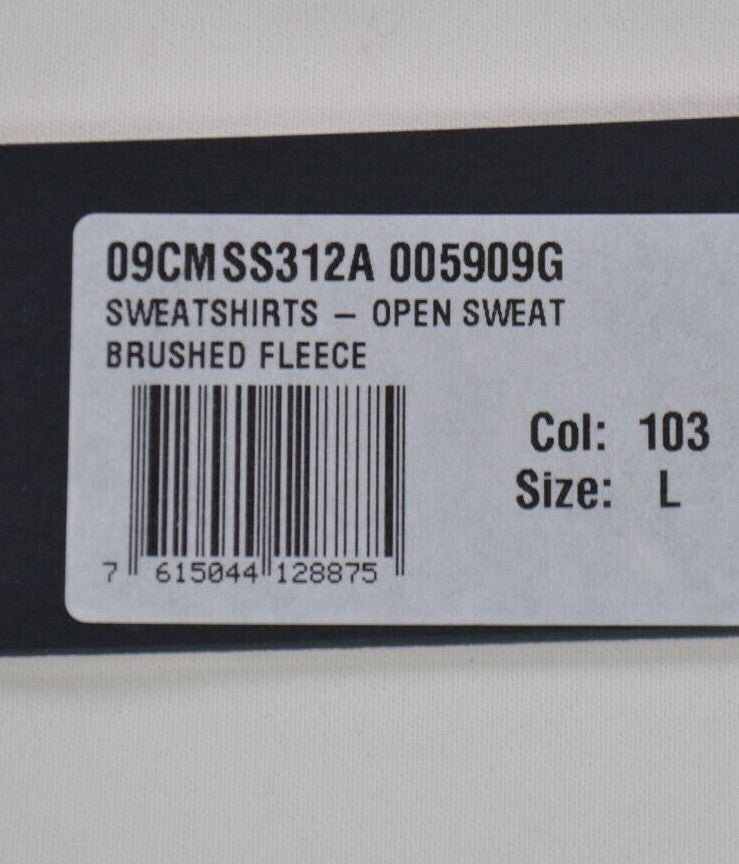 09CMSS312A 005909G
SWEATSHIRTS – OPEN SWEAT
BRUSHED FLEECE
Col: 103
Size: L
7 615044 128875